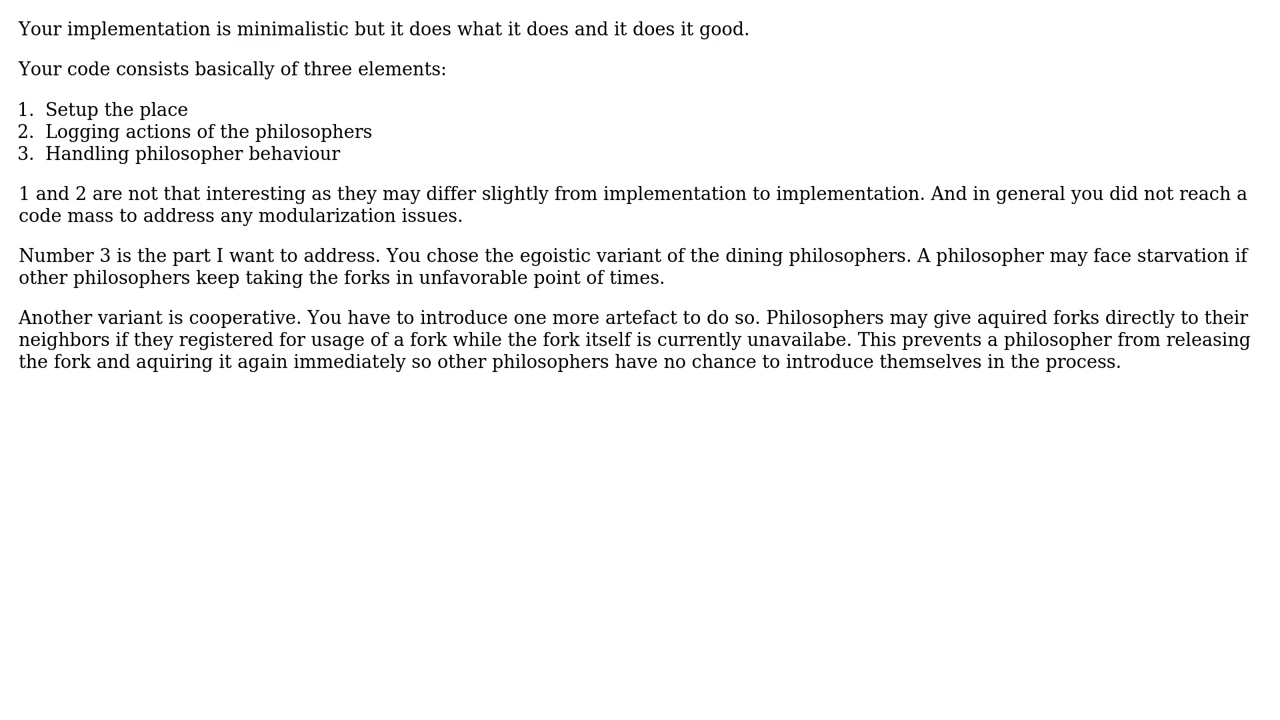 Your implementation is minimalistic but it does what it does and it does it good.
Your code consists basically of three elements:
1. Setup the place
2. Logging actions of the philosophers
3. Handling philosopher behaviour
1 and 2 are not that interesting as they may differ slightly from implementation to implementation. And in general you did not reach a
code mass to address any modularization issues.
Number 3 is the part I want to address. You chose the egoistic variant of the dining philosophers. A philosopher may face starvation if
other philosophers keep taking the forks in unfavorable point of times.
Another variant is cooperative. You have to introduce one more artefact to do so. Philosophers may give aquired forks directly to their
neighbors if they registered for usage of a fork while the fork itself is currently unavailabe. This prevents a philosopher from releasing
the fork and aquiring it again immediately so other philosophers have no chance to introduce themselves in the process.